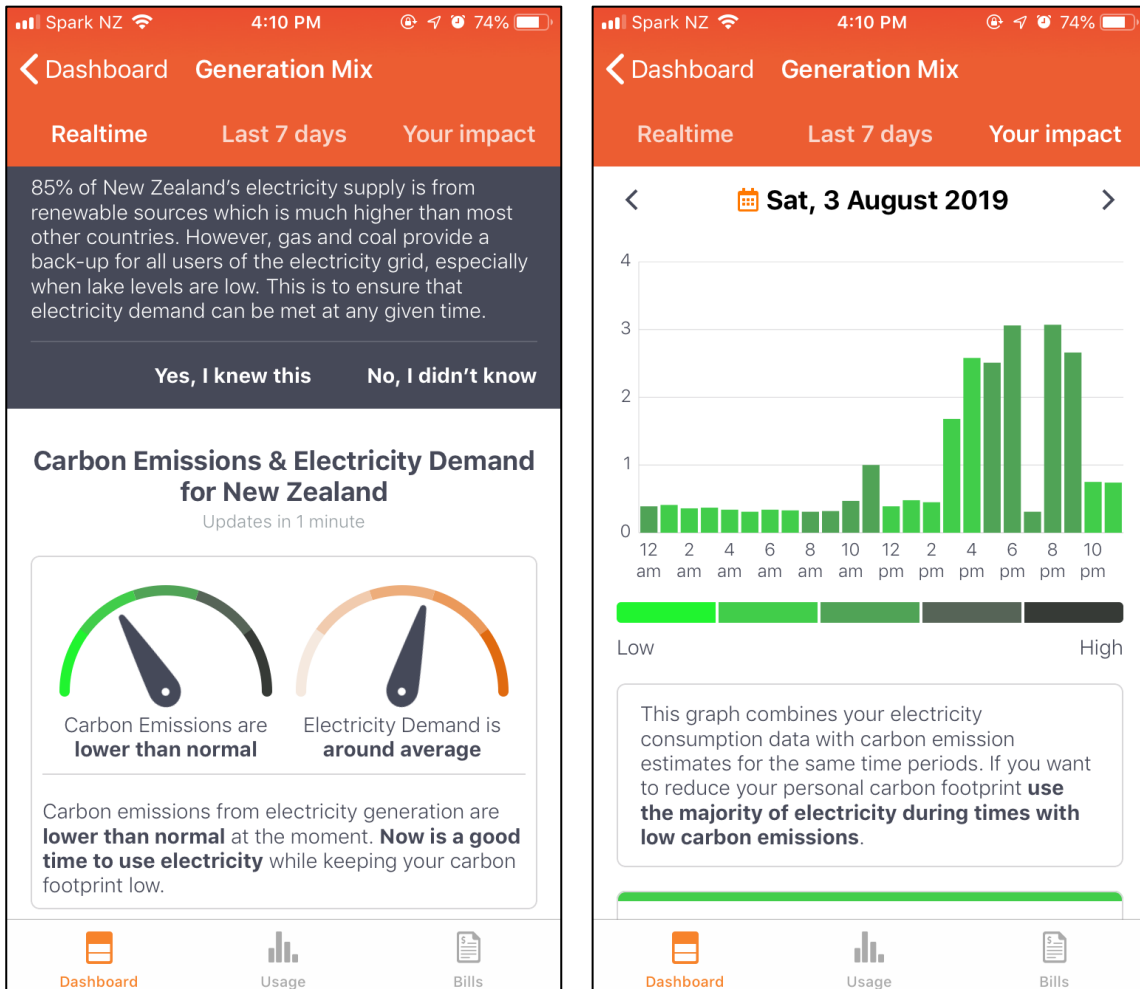 Spark NZ 4:10 PM 74%
Dashboard Generation Mix
Realtime Last 7 days Your impact
85% of New Zealand’s electricity supply is from
renewable sources which is much higher than most
other countries. However, gas and coal provide a
back-up for all users of the electricity grid, especially
when lake levels are low. This is to ensure that
electricity demand can be met at any given time.
Yes, I knew this No, I didn’t know
Carbon Emissions & Electricity Demand
for New Zealand
Updates in 1 minute
Carbon Emissions are
lower than normal
Electricity Demand is
around average
Carbon emissions from electricity generation are
lower than normal at the moment. Now is a good
time to use electricity while keeping your carbon
footprint low.
Dashboard Usage Bills
Spark NZ 4:10 PM 74%
Dashboard Generation Mix
Realtime Last 7 days Your impact
Sat, 3 August 2019
4
3
2
1
0
12 2 4 6 8 10 12 2 4 6 8 10
am am am am am am pm pm pm pm pm pm
Low High
This graph combines your electricity
consumption data with carbon emission
estimates for the same time periods. If you want
to reduce your personal carbon footprint use
the majority of electricity during times with
low carbon emissions.
Dashboard Usage Bills